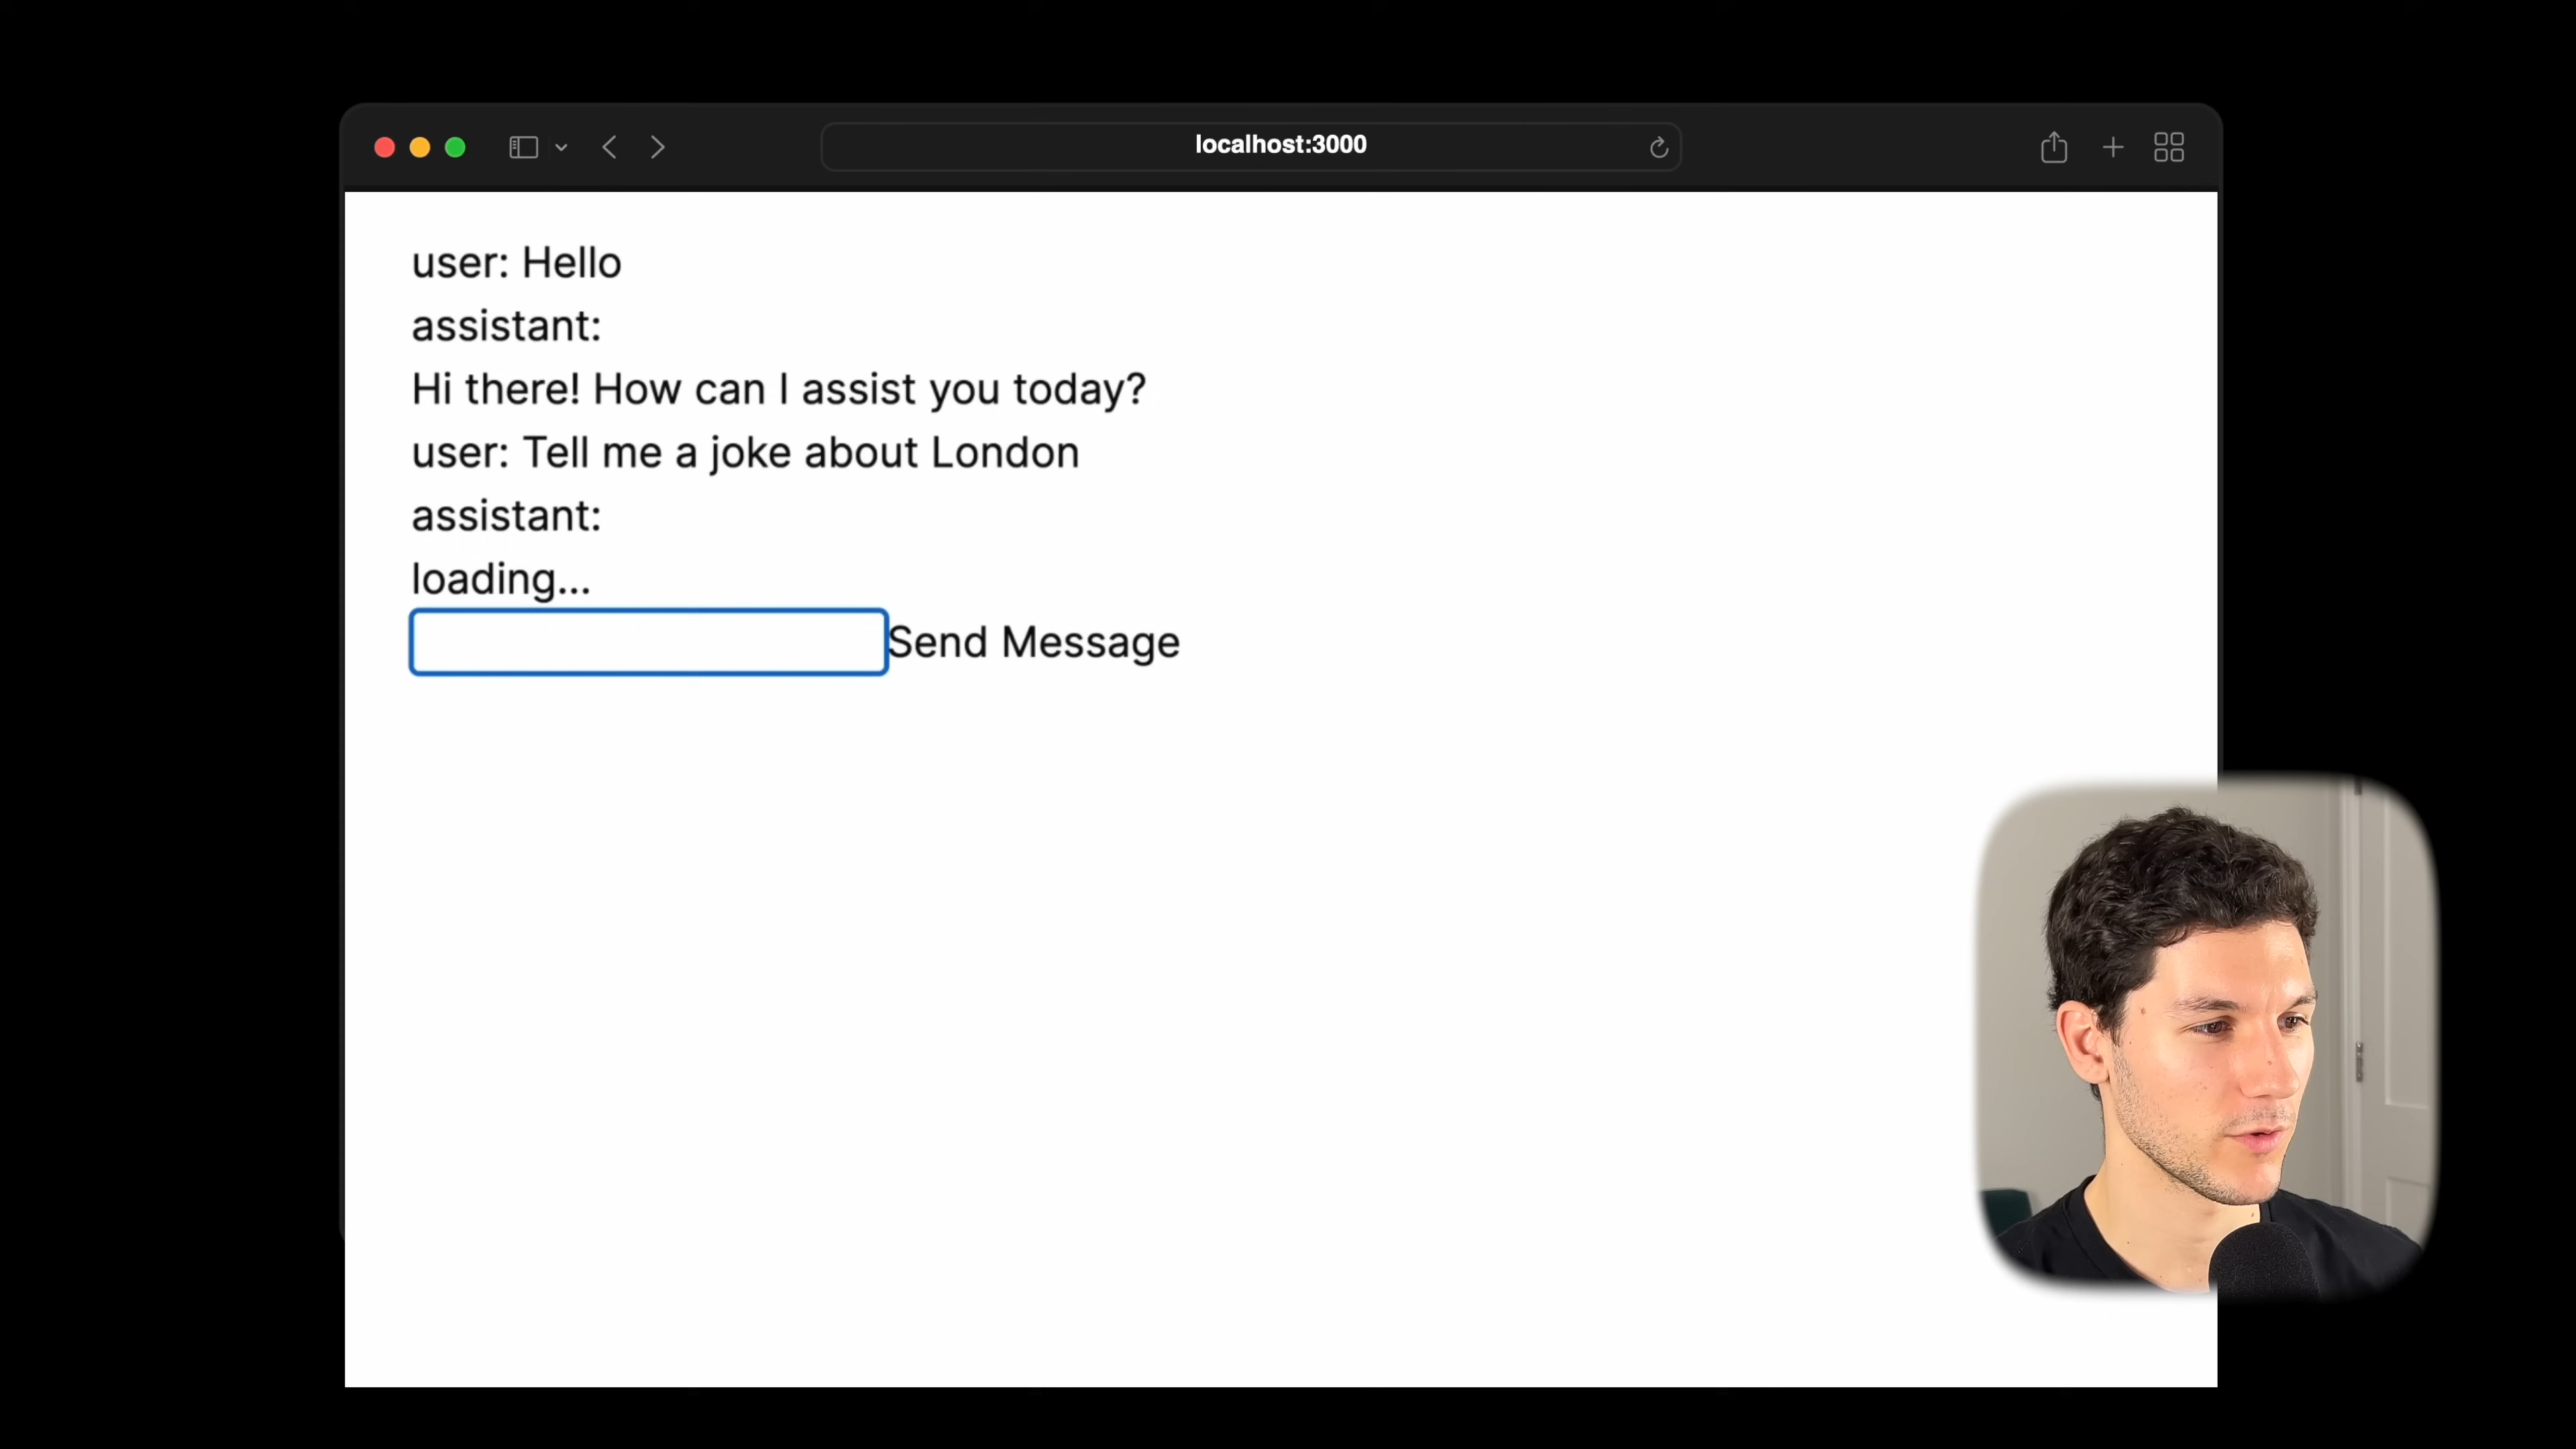 localhost:3000
user: Hello
assistant:
Hi there! How can I assist you today?
user: Tell me a joke about London
assistant:
loading...
Send Message